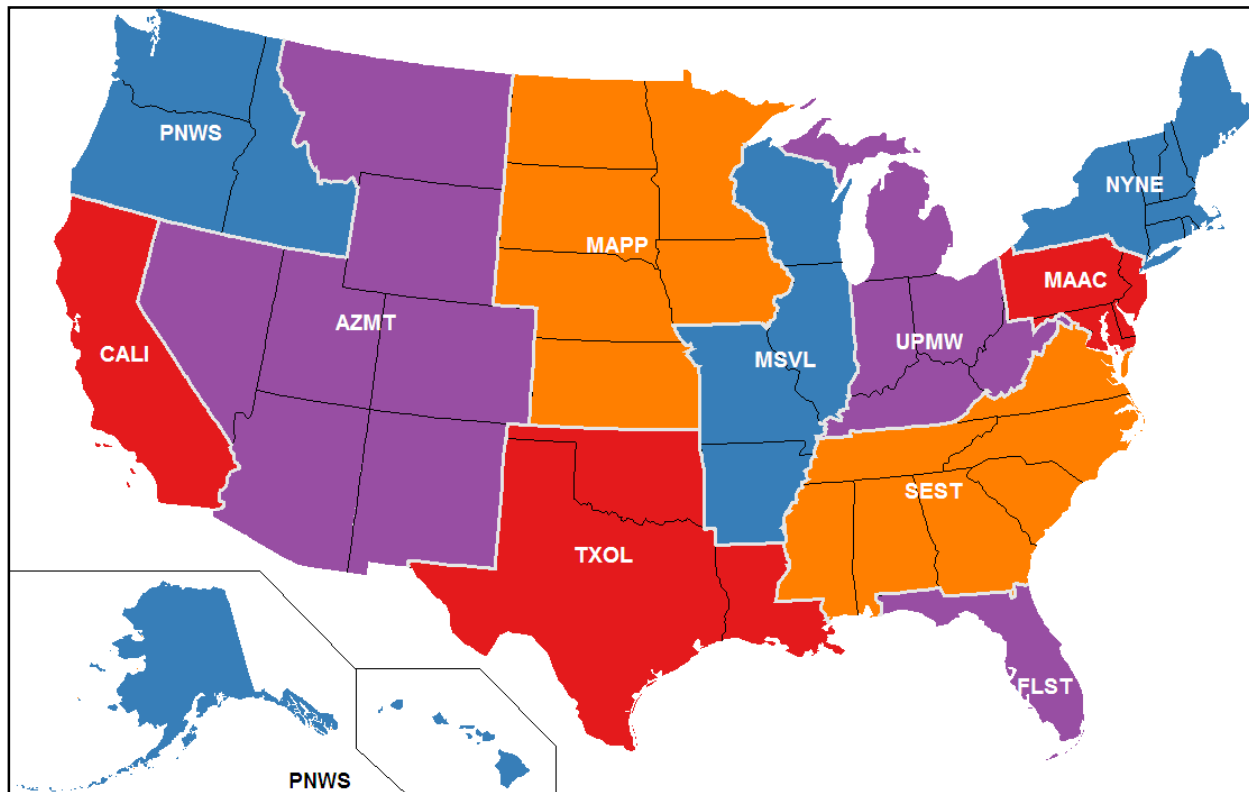 PNWS
NYNE
MAPP
MAAC
AZMT
UPMW
CALI
MSVL
SEST
TXOL
FLST
PNWS